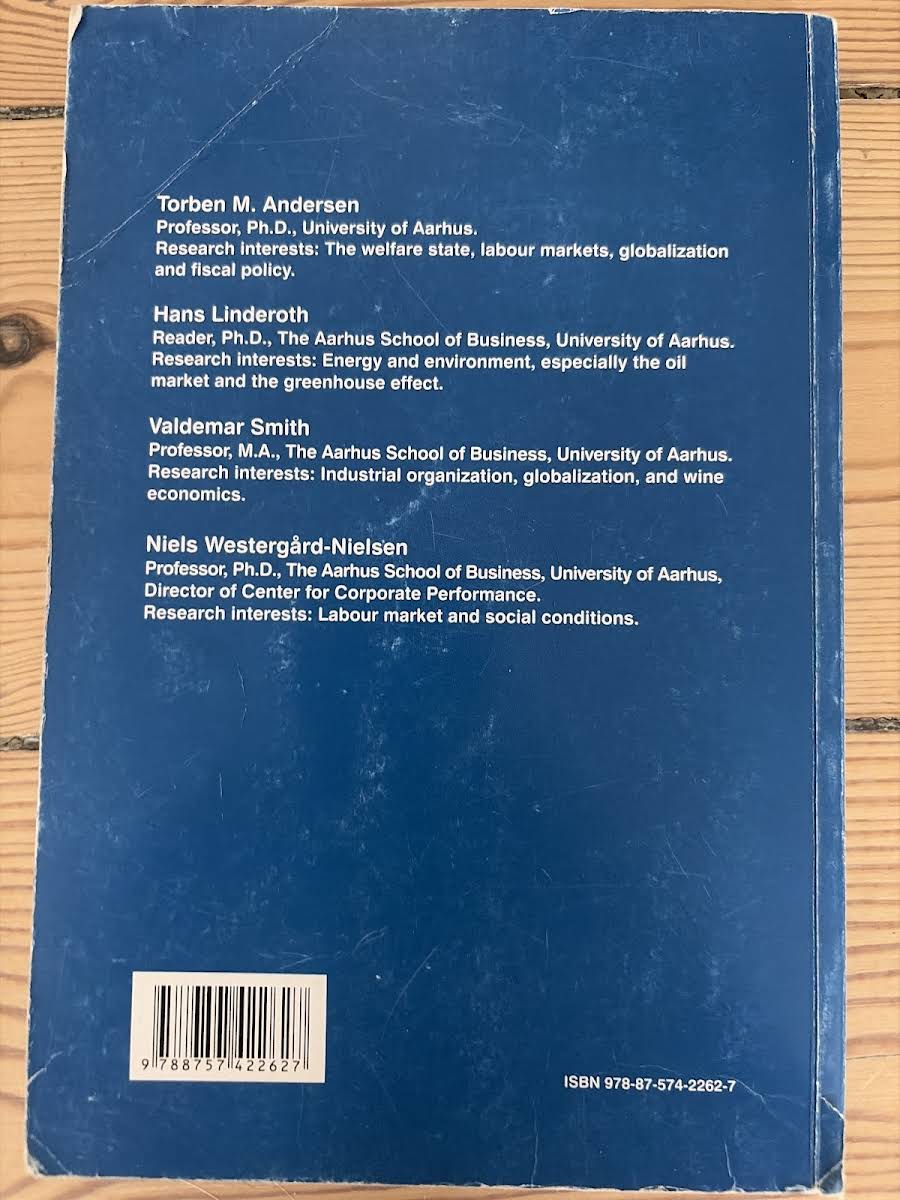 Torben M. Andersen
Professor, Ph.D., University of Aarhus.
Research interests: The welfare state, labour markets, globalization
and fiscal policy.
Hans Linderoth
Reader, Ph.D., The Aarhus School of Business, University of Aarhus.
Research interests: Energy and environment, especially the oil
market and the greenhouse effect.
Valdemar Smith
Professor, M.A., The Aarhus School of Business, University of Aarhus.
Research interests: Industrial organization, globalization, and wine
economics.
Niels Westergård-Nielsen
Professor, Ph.D., The Aarhus School of Business, University of Aarhus,
Director of Center for Corporate Performance.
Research interests: Labour market and social conditions.
9 788757 422627
ISBN 978-87-574-2262-7